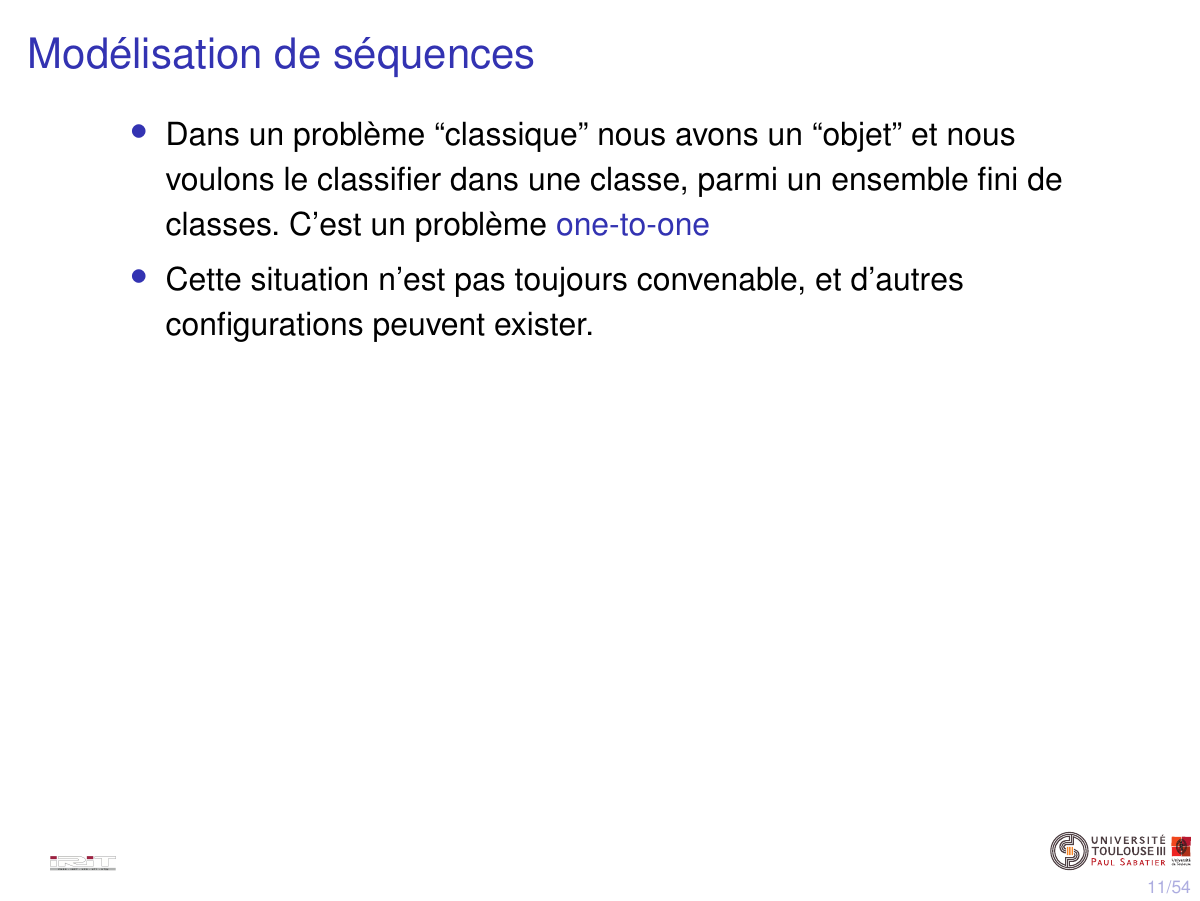 Modélisation de séquences
• Dans un problème “classique” nous avons un “objet” et nous
voulons le classifier dans une classe, parmi un ensemble fini de
classes. C’est un problème one-to-one
• Cette situation n’est pas toujours convenable, et d’autres
configurations peuvent exister.
IRIT
UNIVERSITÉ
TOULOUSE III
PAUL SABATIER
11/54